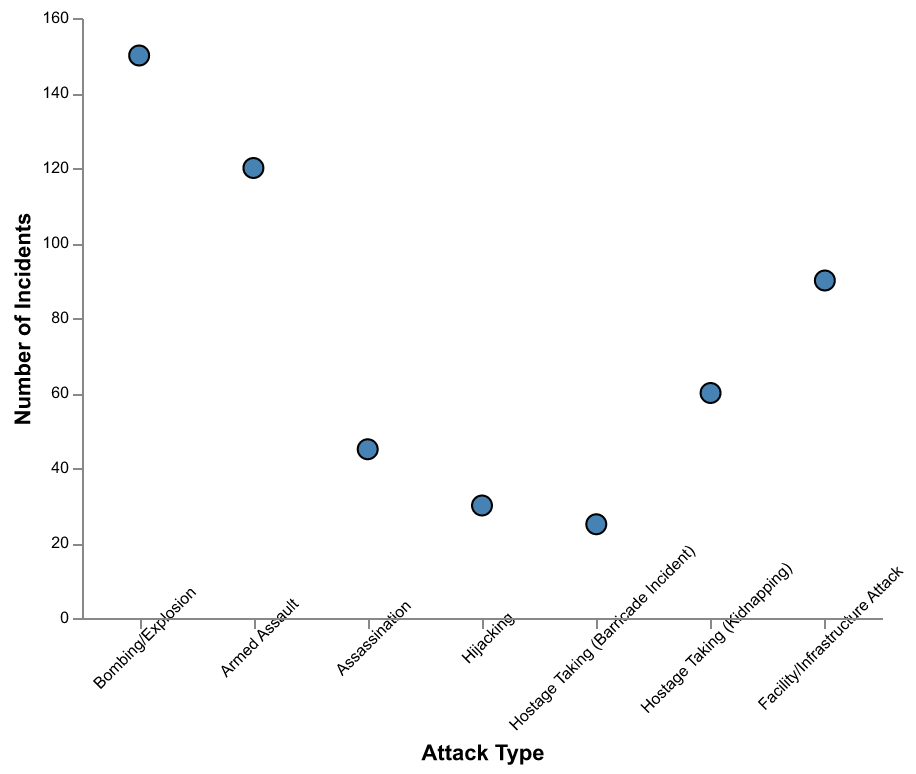 160
140
120
100
80
60
40
20
0
Number of Incidents
Bombing/Explosion
Armed Assault
Assassination
Hijacking
Hostage Taking (Barricade Incident)
Hostage Taking (Kidnapping)
Facility/Infrastructure Attack
Attack Type